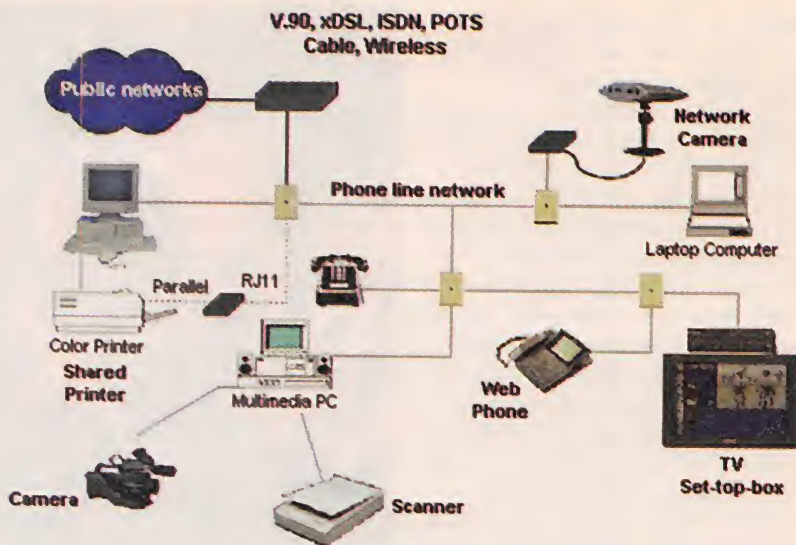 V.90, xDSL, ISDN, POTS
Cable, Wireless
Public networks
Network
Camera
Phone line network
Laptop Computer
Parallel
RJ11
Color Printer
Shared
Printer
Multimedia PC
Web
Phone
TV
Set-top-box
Camera
Scanner